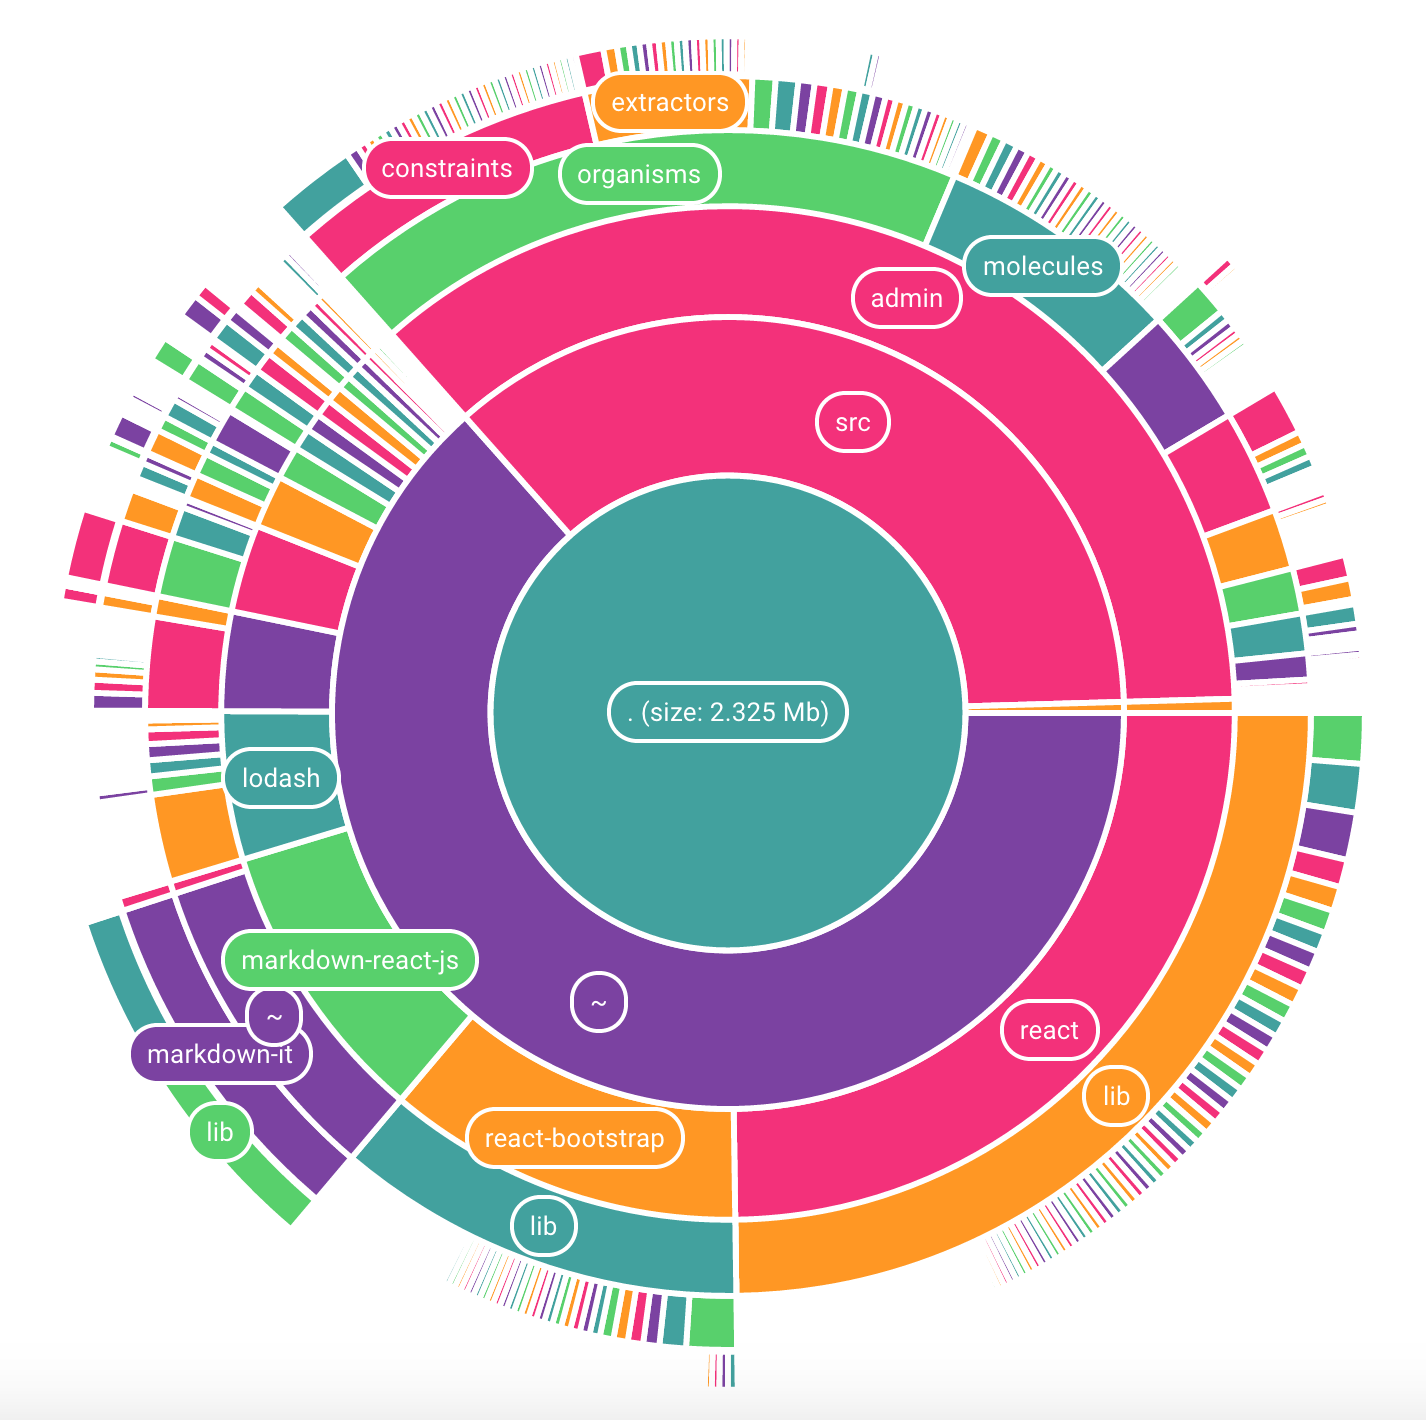 extractors
constraints
organisms
molecules
admin
src
. (size: 2.325 Mb)
lodash
markdown-react-js
~
~
markdown-it
react
lib
lib
react-bootstrap
lib